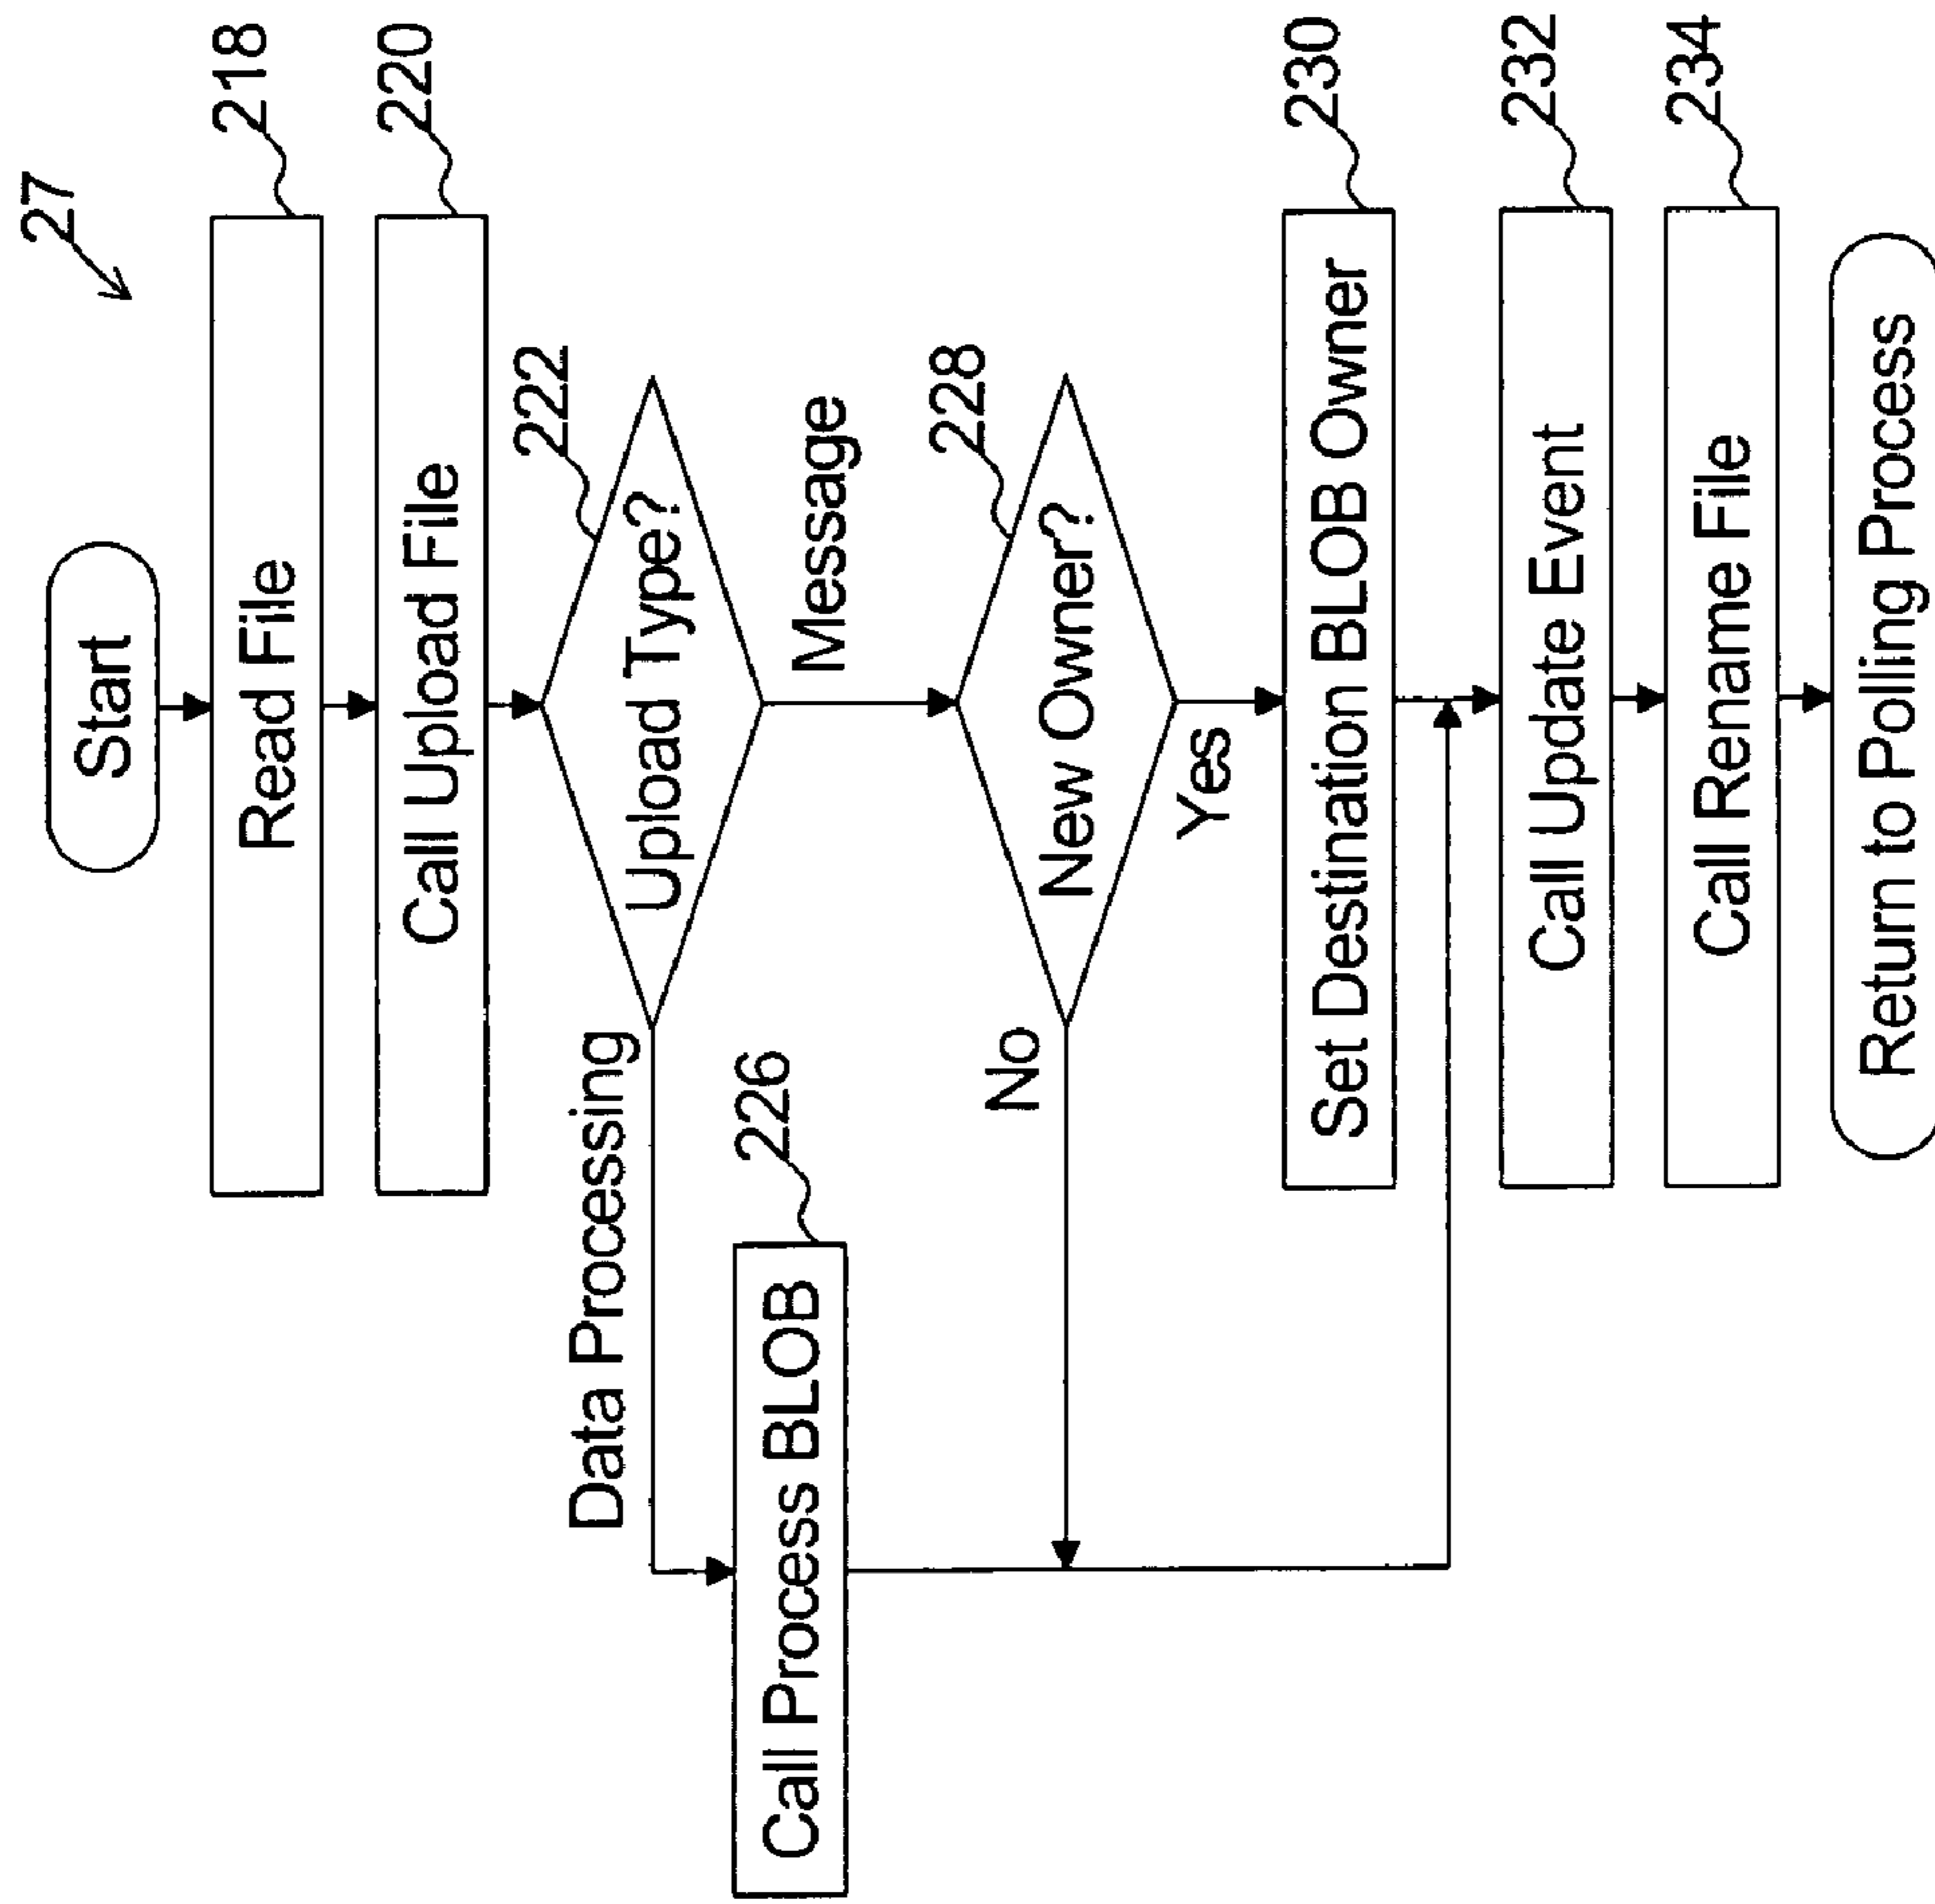 27
Start
Read File
218
Call Upload File
220
222
Upload Type?
Data Processing
Message
Call Process BLOB
226
228
New Owner?
No
Yes
Set Destination BLOB Owner
230
Call Update Event
232
Call Rename File
234
Return to Polling Process